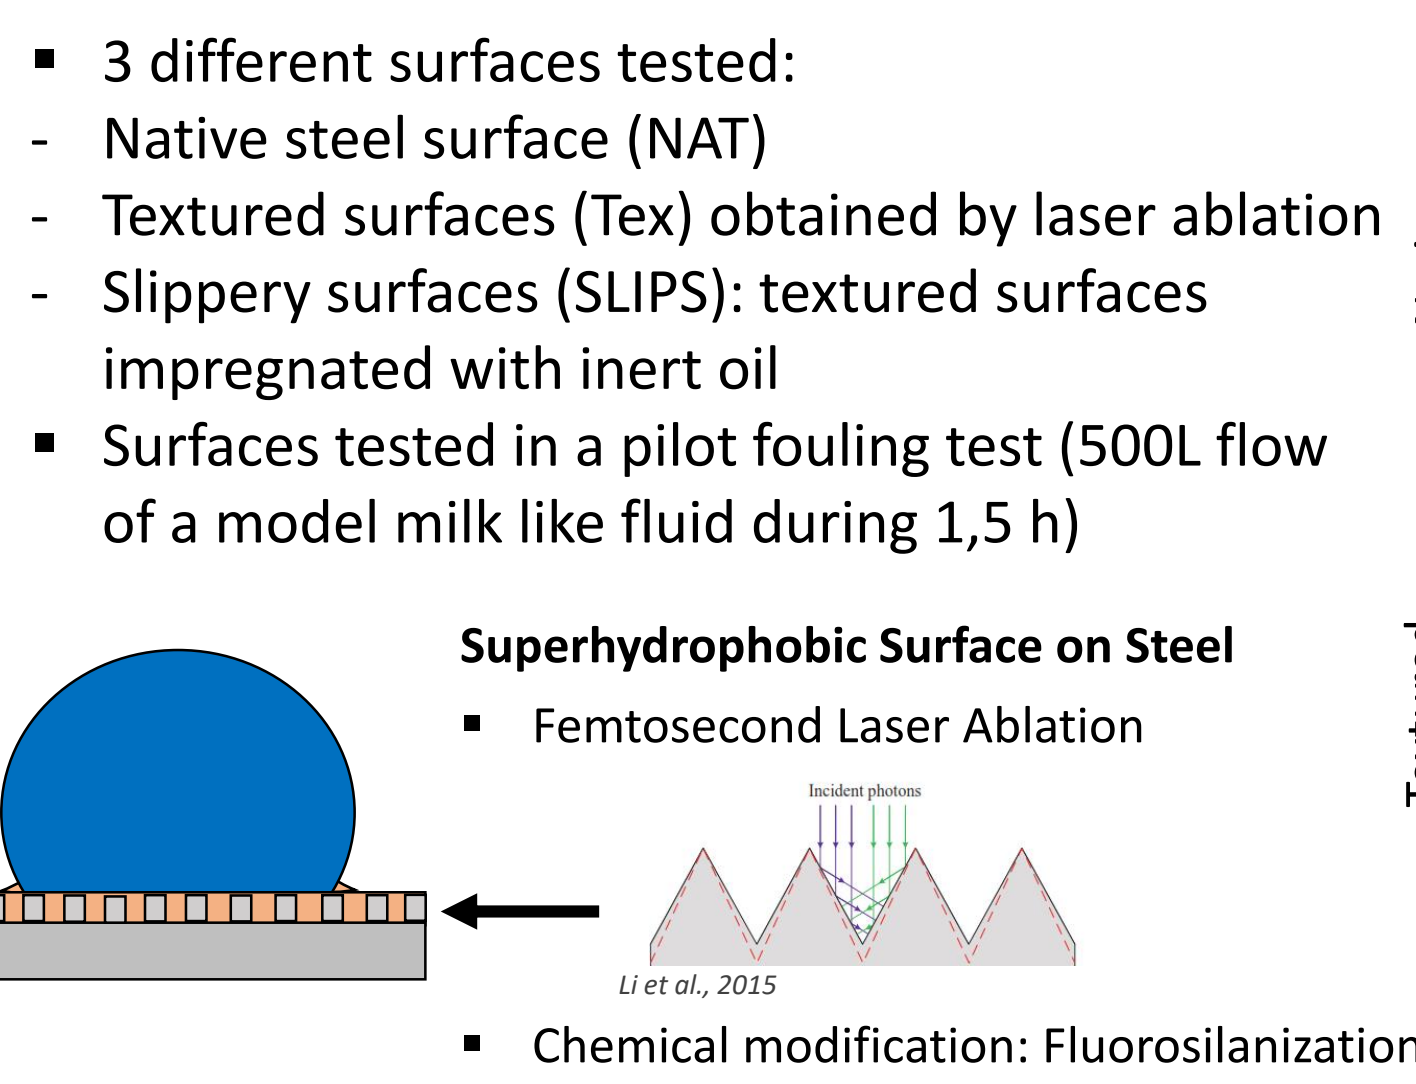 ▪ 3 different surfaces tested:
- Native steel surface (NAT)
- Textured surfaces (Tex) obtained by laser ablation
- Slippery surfaces (SLIPS): textured surfaces
impregnated with inert oil
▪ Surfaces tested in a pilot fouling test (500L flow
of a model milk like fluid during 1,5 h)
Superhydrophobic Surface on Steel
▪ Femtosecond Laser Ablation
Incident photons
Li et al., 2015
▪ Chemical modification: Fluorosilanization